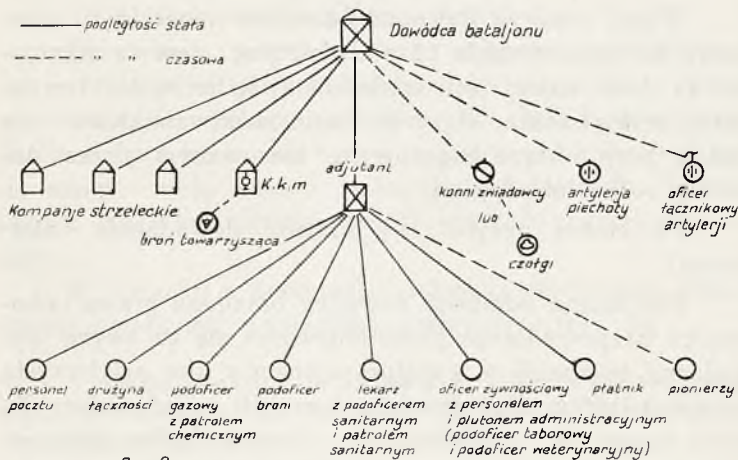 podległość stała
" " czasowa
Dowódca bataljonu
K.k.m
Kompanje strzeleckie
broń towarzysząca
adjutant
konni zwiadowcy
lub
czołgi
artylerja
piechoty
oficer
łącznikowy
artylerji
personel
pocztu
drużyna
łączności
podoficer
gazowy
z patrolem
chemicznym
podoficer
broni
lekarz
z podoficerem
sanitarnym
i patrolem
sanitarnym
oficer żywnościowy
z personelem
i plutonem administracyjnym
(podoficer taborowy
i podoficer weterynaryjny)
płatnik
pionierzy